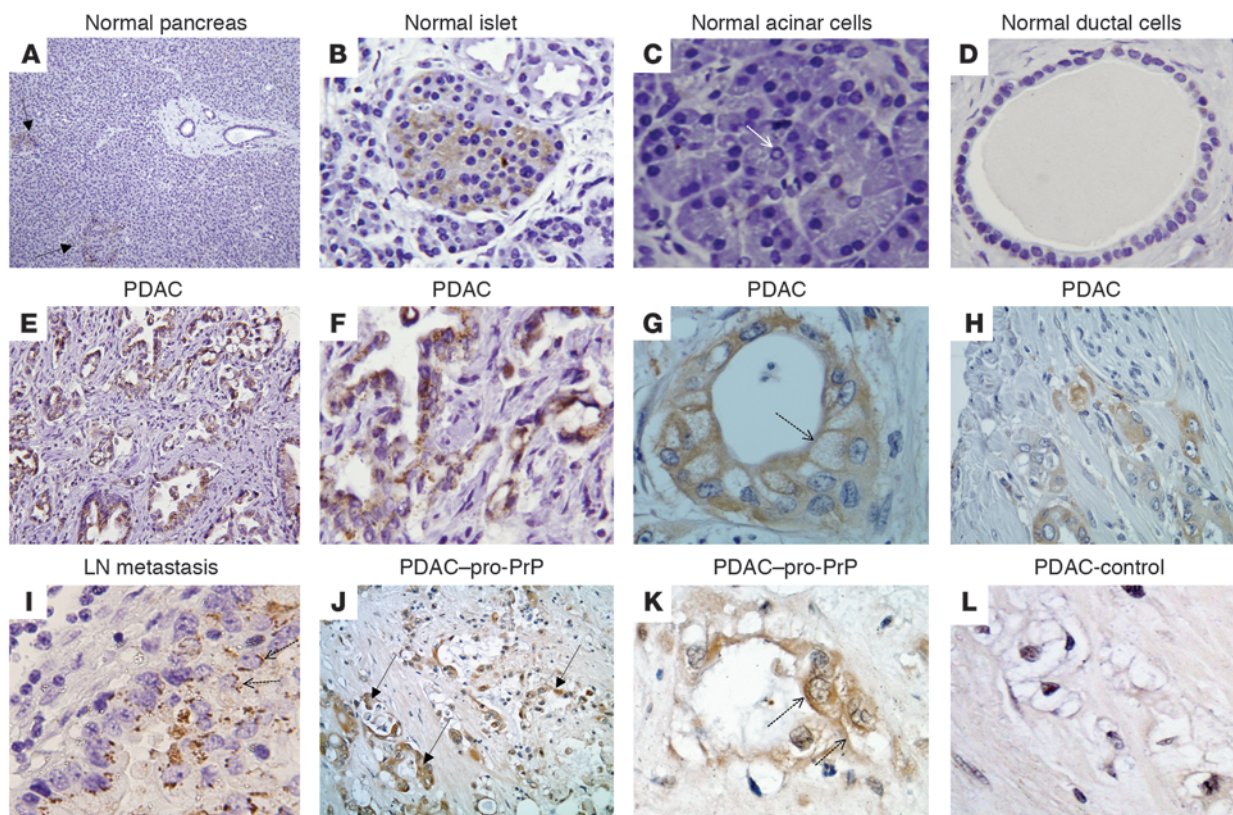 Normal pancreas
Normal islet
Normal acinar cells
Normal ductal cells
A
B
C
D
PDAC
PDAC
PDAC
PDAC
E
F
G
H
LN metastasis
PDAC–pro-PrP
PDAC–pro-PrP
PDAC-control
I
J
K
L